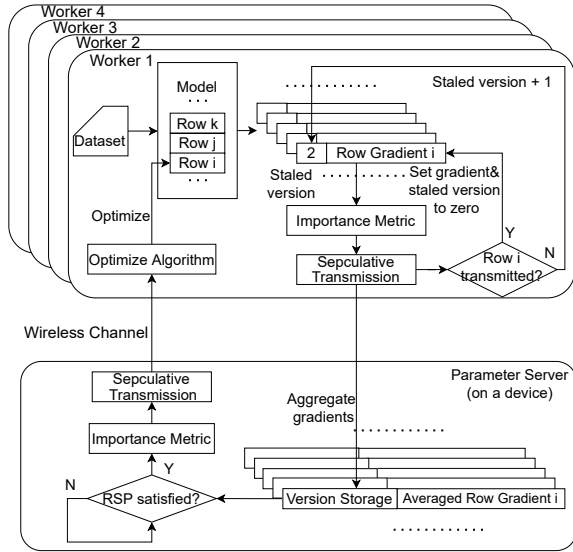 Worker 4
Worker 3
Worker 2
Worker 1
Model
. . .
Row k
Row j
Row i
. . .
Dataset
Optimize
Optimize Algorithm
. . . . . . . . . . . .
Staled version + 1
2
Row Gradient i
. . . . . . . . . . . .
Staled
version
Set gradient&
staled version
to zero
Importance Metric
Sepculative
Transmission
Y
N
Row i
transmitted?
Wireless Channel
Parameter Server
(on a device)
Sepculative
Transmission
Aggregate
gradients
. . . . . . . . . . . .
Importance Metric
Y
N
RSP satisfied?
Version Storage
Averaged Row Gradient i
. . . . . . . . . . . .